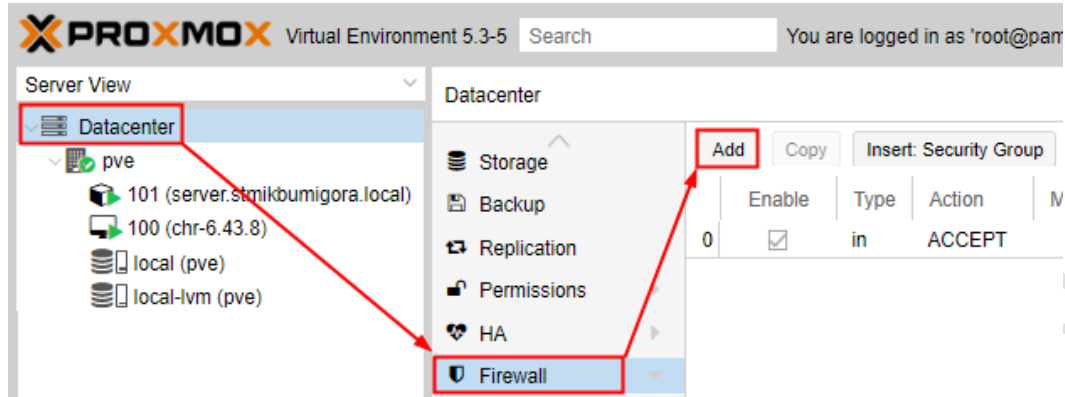 PROXMOX Virtual Environment 5.3-5 Search You are logged in as 'root@pam
Server View
Datacenter
pve
101 (server.stmikbumigora.local)
100 (chr-6.43.8)
local (pve)
local-lvm (pve)
Datacenter
Storage
Backup
Replication
Permissions
HA
Firewall
Add Copy Insert: Security Group
Enable Type Action M
0 in ACCEPT